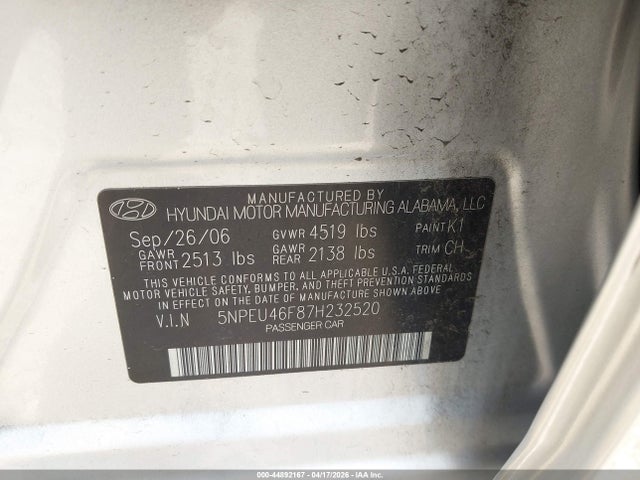 MANUFACTURED BY
HYUNDAI MOTOR MANUFACTURING ALABAMA, LLC
Sep/26/06 GVWR 4519 lbs PAINT K1
GAWR FRONT 2513 lbs GAWR REAR 2138 lbs TRIM CH
THIS VEHICLE CONFORMS TO ALL APPLICABLE U.S.A. FEDERAL
MOTOR VEHICLE SAFETY, BUMPER, AND THEFT PREVENTION STANDARDS
IN EFFECT ON THE DATE OF MANUFACTURE SHOWN ABOVE.
V.I.N 5NPEU46F87H232520
PASSENGER CAR
000-44892167 - 04/17/2026 - IAA Inc.